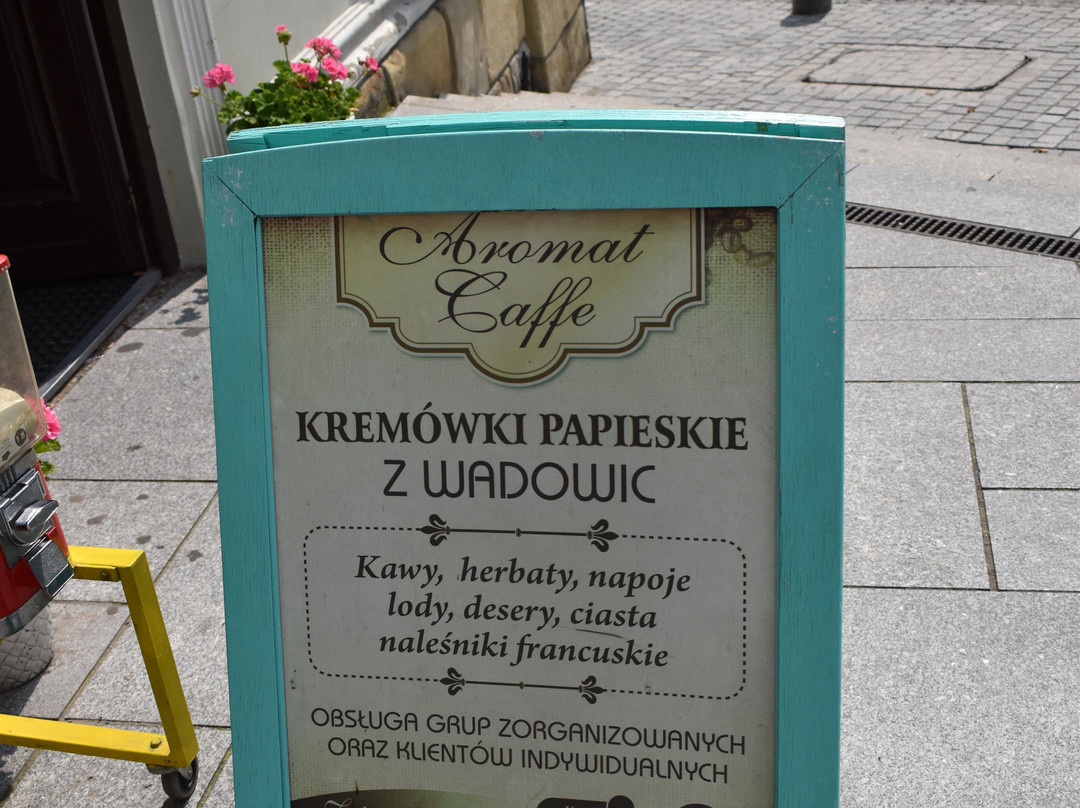 Aromat
Caffe
KREMÓWKI PAPIESKIE
Z WADOWIC
Kawy, herbaty, napoje
lody, desery, ciasta
naleśniki francuskie
OBSŁUGA GRUP ZORGANIZOWANYCH
ORAZ KLIENTÓW INDYWIDUALNYCH